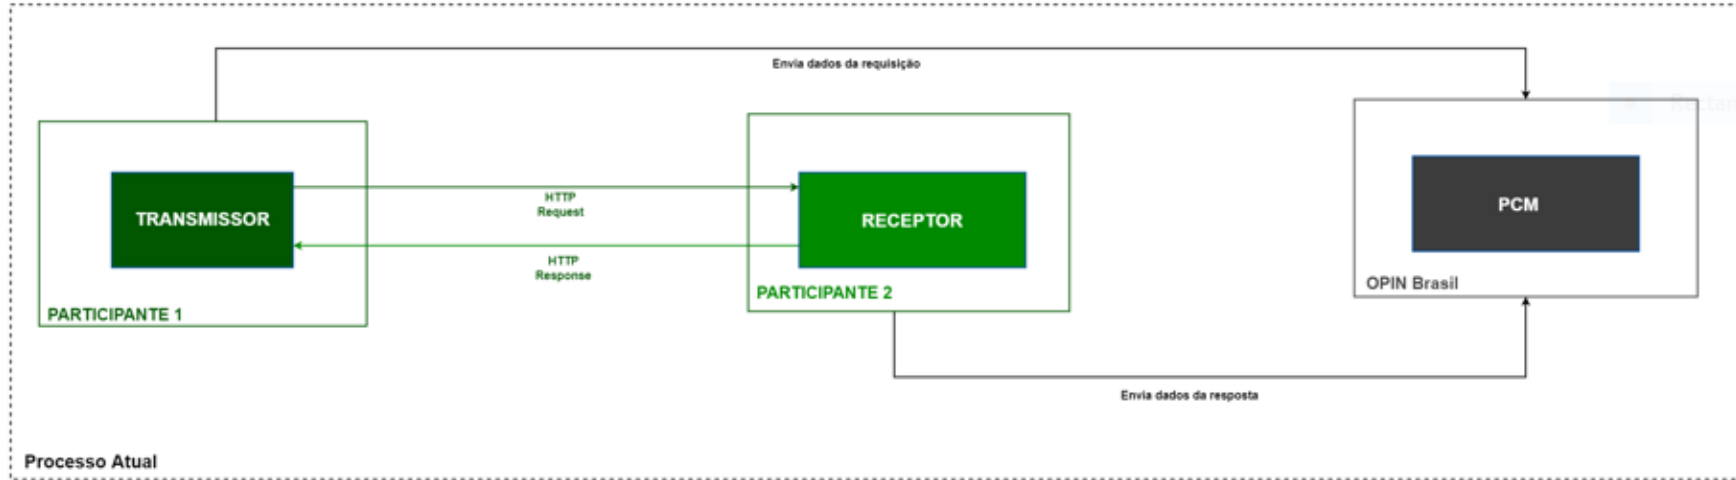 Envia dados da requisição
TRANSMISSOR
HTTP
Request
HTTP
Response
PARTICIPANTE 1
RECEPTOR
PARTICIPANTE 2
PCM
OPIN Brasil
Envia dados da resposta
Processo Atual